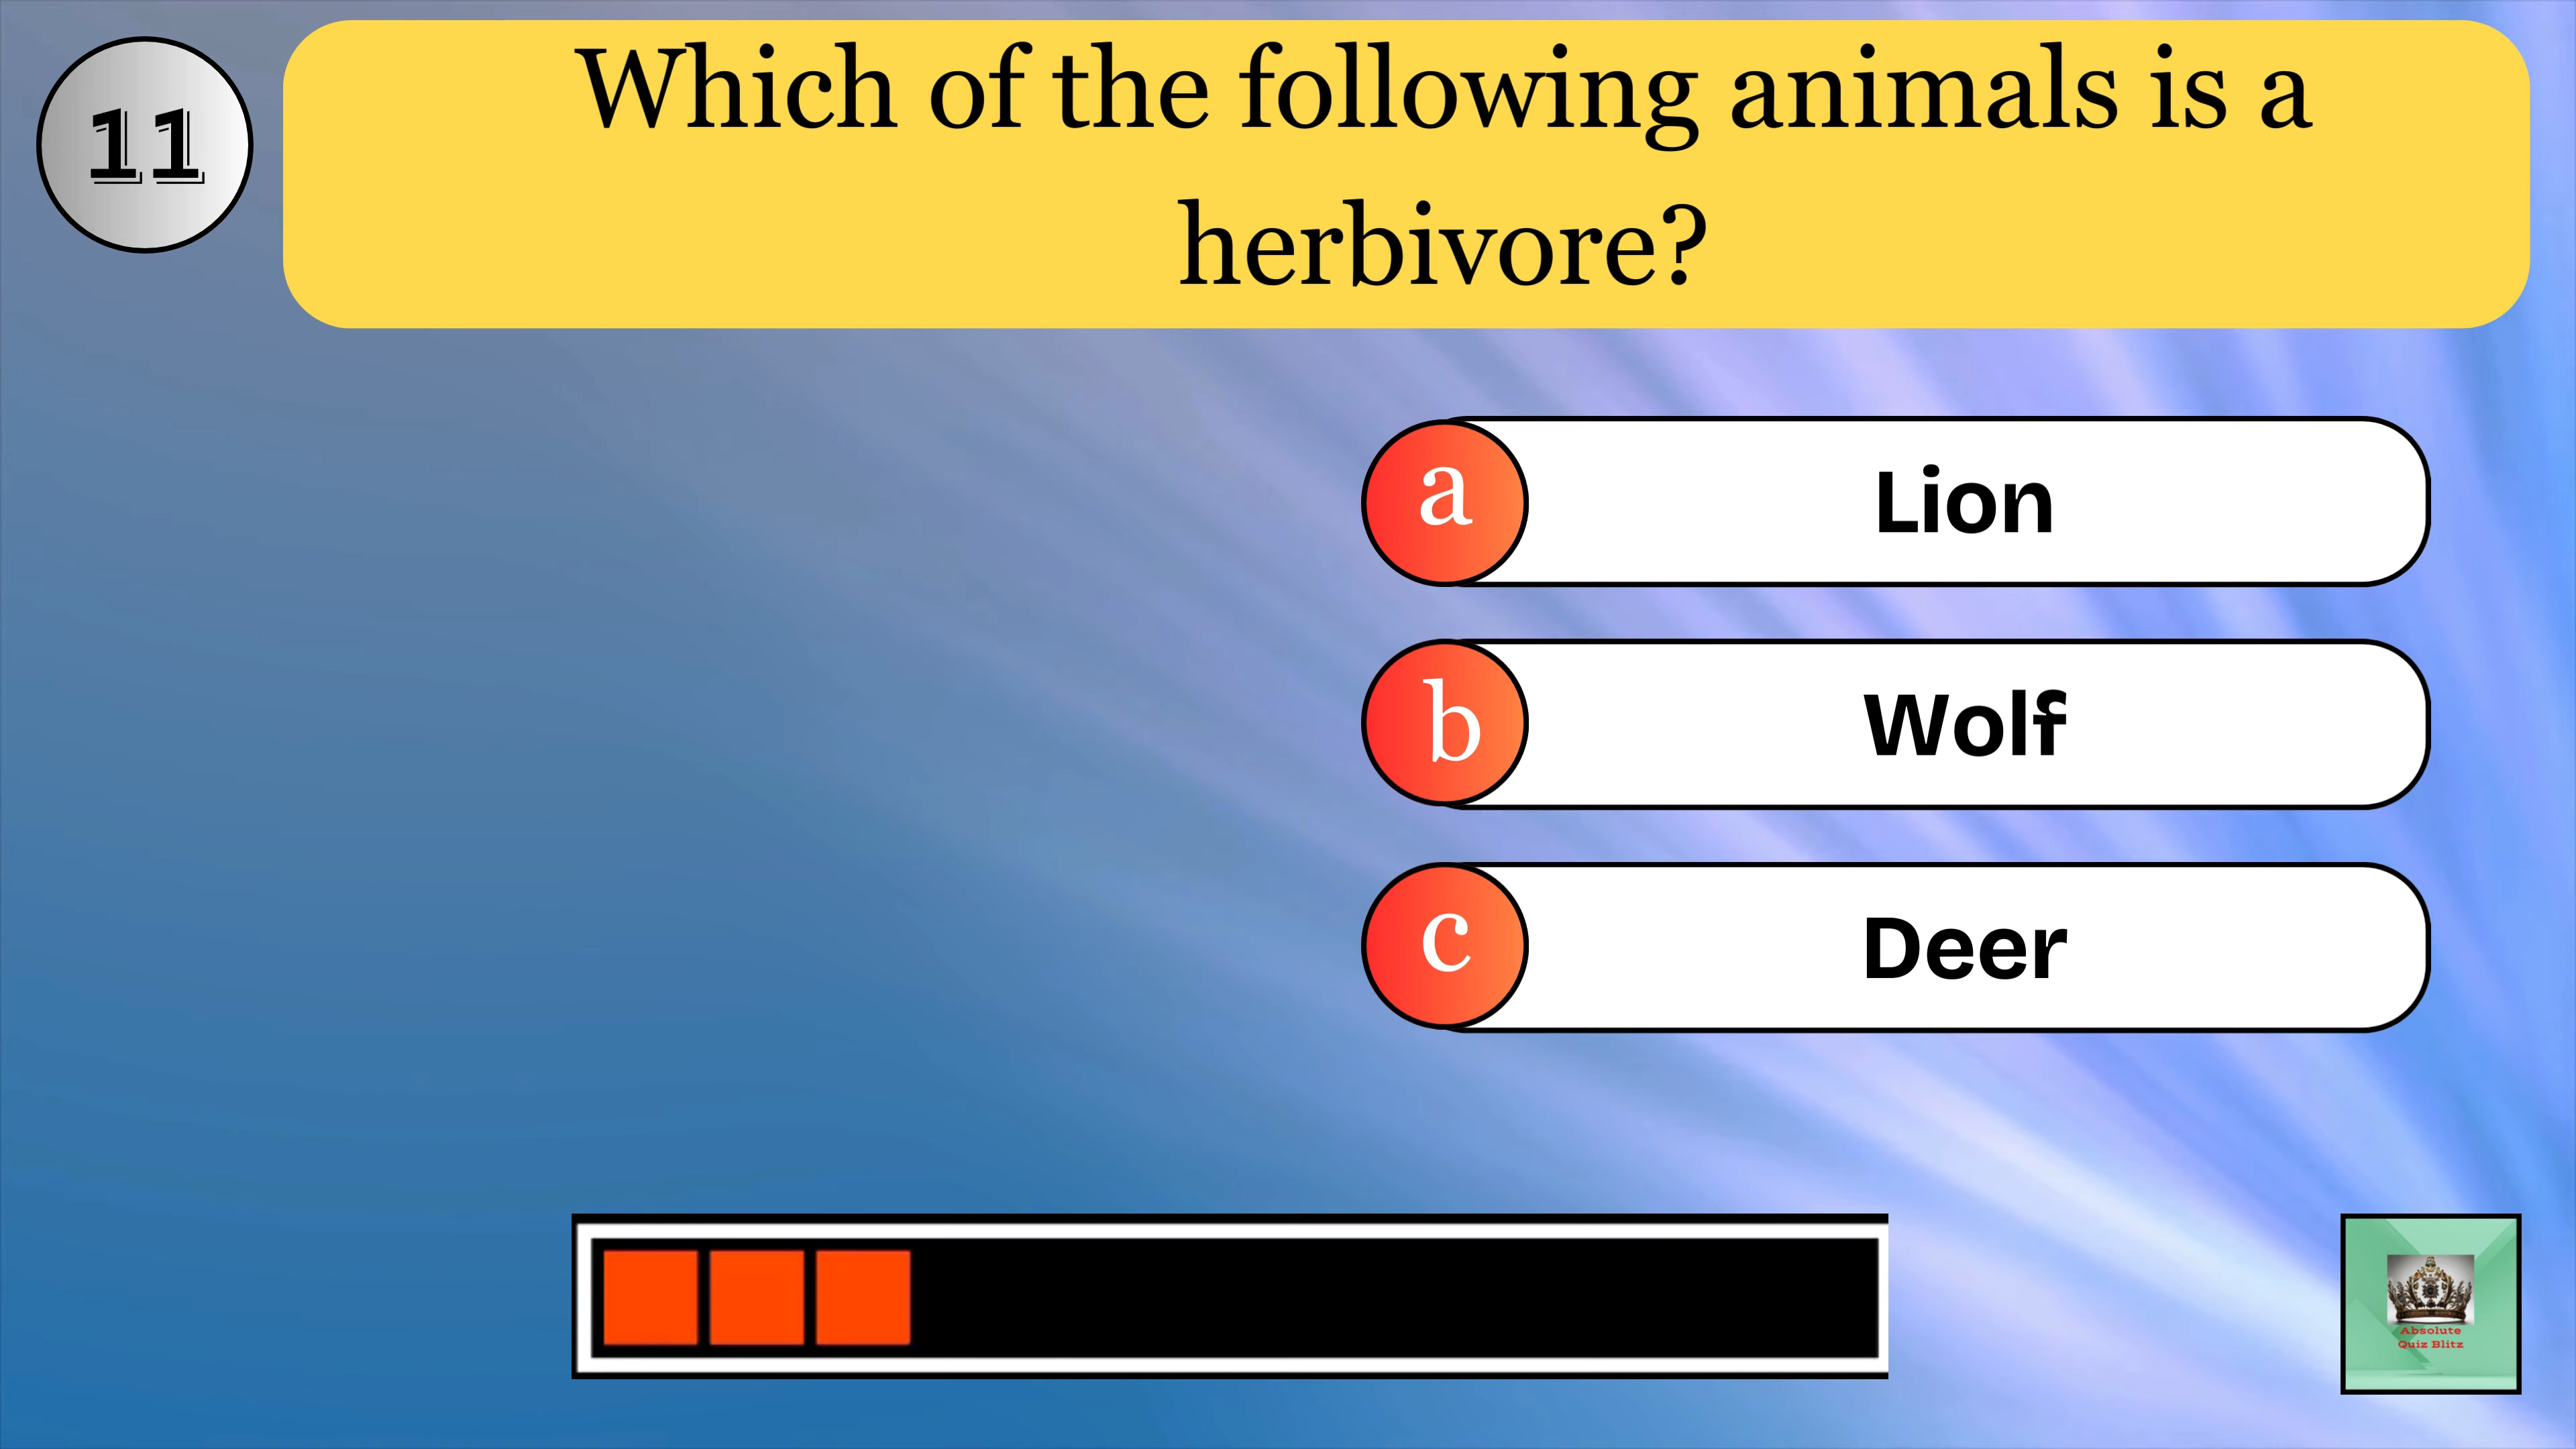 11
Which of the following animals is a
herbivore?
a
Lion
b
Wolf
c
Deer
Absolute
Quiz Blitz